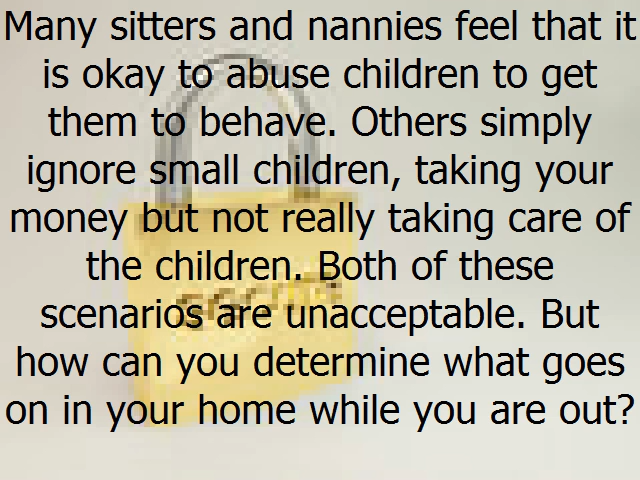 Many sitters and nannies feel that it
is okay to abuse children to get
them to behave. Others simply
ignore small children, taking your
money but not really taking care of
the children. Both of these
scenarios are unacceptable. But
how can you determine what goes
on in your home while you are out?